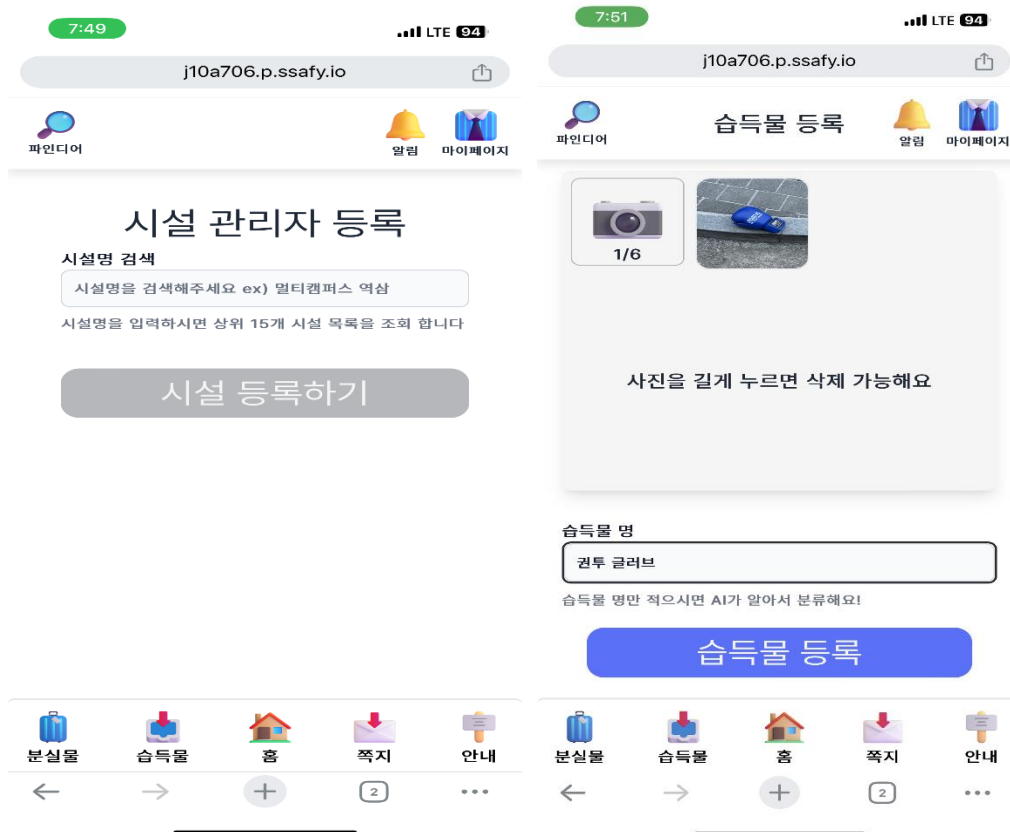 7:49
LTE 94
j10a706.p.ssafy.io
파인디어
알림
마이페이지
시설 관리자 등록
시설명 검색
시설명을 검색해주세요 ex) 멀티캠퍼스 역삼
시설명을 입력하시면 상위 15개 시설 목록을 조회 합니다
시설 등록하기
분실물
습득물
홈
쪽지
안내
2
7:51
LTE 94
j10a706.p.ssafy.io
파인디어
습득물 등록
알림
마이페이지
1/6
사진을 길게 누르면 삭제 가능해요
습득물 명
권투 글러브
습득물 명만 적으시면 AI가 알아서 분류해요!
습득물 등록
분실물
습득물
홈
쪽지
안내
2